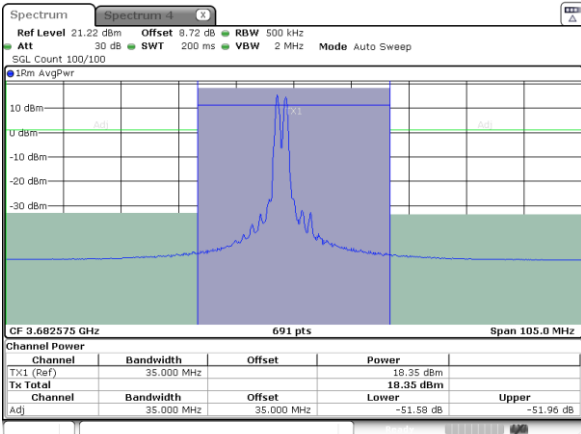 Spectrum Spectrum 4 X
Ref Level 21.22 dBm Offset 8.72 dB RBW 500 kHz
Att 30 dB SWT 200 ms VBW 2 MHz Mode Auto Sweep
SGL Count 100/100
1Rm AvgPwr
10 dBm
Adj TX1 Adj
0 dBm
-10 dBm
-20 dBm
-30 dBm
CF 3.682575 GHz 691 pts Span 105.0 MHz
Channel Power
Channel Bandwidth Offset Power
TX1 (Ref) 35.000 MHz 18.35 dBm
Tx Total 18.35 dBm
Channel Bandwidth Offset Lower Upper
Adj 35.000 MHz 35.000 MHz -51.58 dB -51.96 dB
Ready